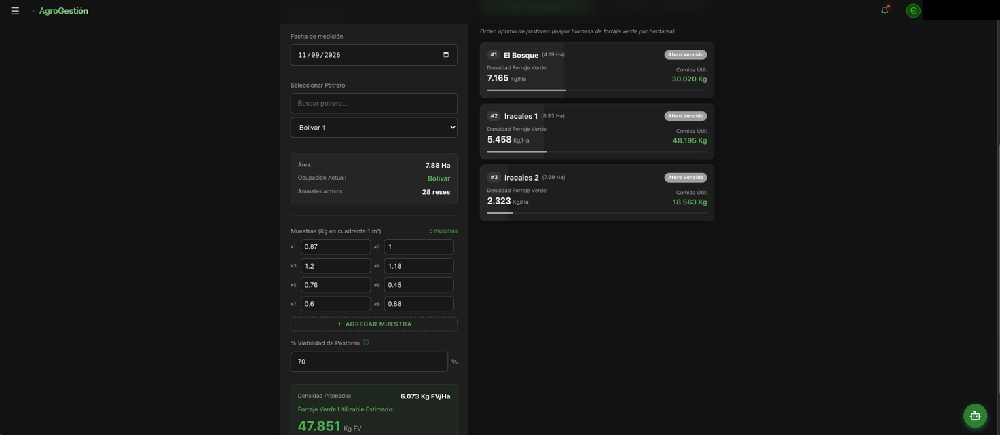 AgroGestión
Fecha de medición
11/09/2026
Seleccionar Potrero
Buscar potrero...
Bolivar 1
Área: 7.88 Ha
Ocupación Actual: Bolivar
Animales activos: 28 reses
Muestras (Kg en cuadrante 1 m²) 8 muestras
#1 0.87 #2 1
#3 1.2 #4 1.18
#5 0.76 #6 0.45
#7 0.6 #8 0.88
+ AGREGAR MUESTRA
% Viabilidad de Pastoreo
70 %
Densidad Promedio: 6.073 Kg FV/Ha
Forraje Verde Utilizable Estimado:
47.851 Kg FV
Orden óptimo de pastoreo (mayor biomasa de forraje verde por hectárea)
#1 El Bosque (4.19 Ha) Aforo Vencido
Densidad Forraje Verde: Comida Útil:
7.165 Kg/Ha 30.020 Kg
#2 Iracales 1 (8.83 Ha) Aforo Vencido
Densidad Forraje Verde: Comida Útil:
5.458 Kg/Ha 48.195 Kg
#3 Iracales 2 (7.99 Ha) Aforo Vencido
Densidad Forraje Verde: Comida Útil:
2.323 Kg/Ha 18.563 Kg